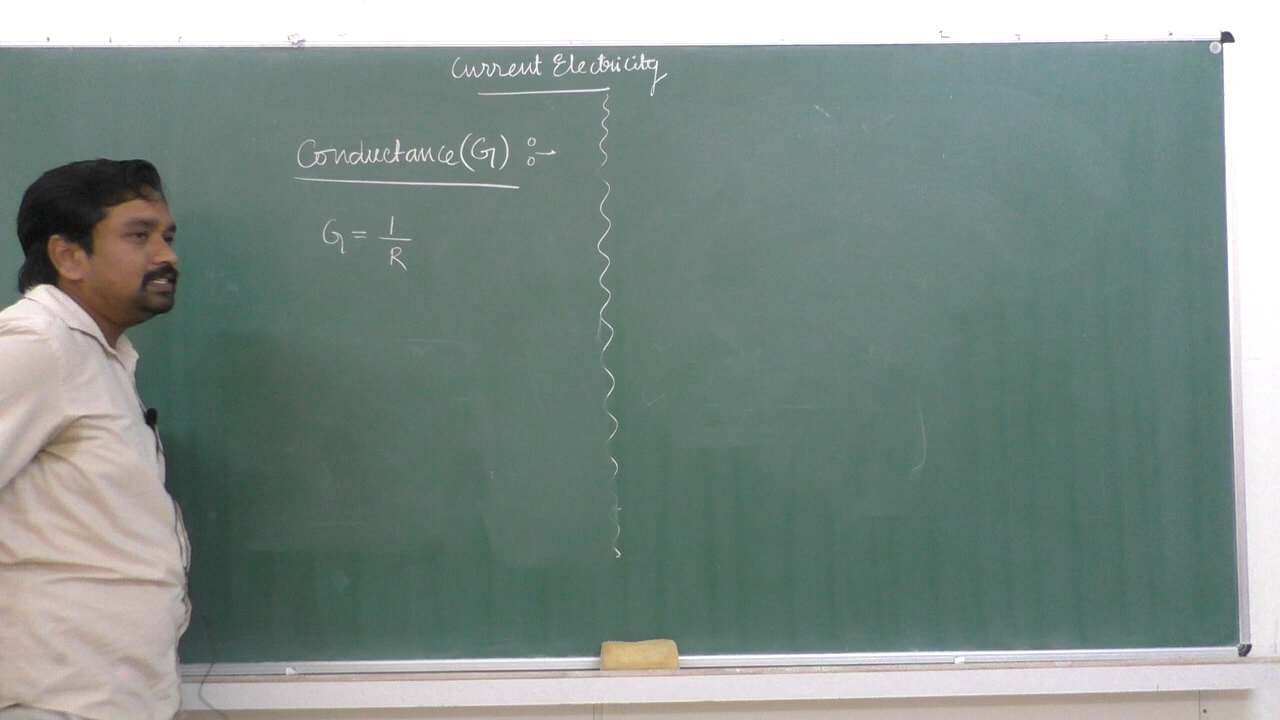 Current Electricity
Conductance (G) :→
G = 1/R